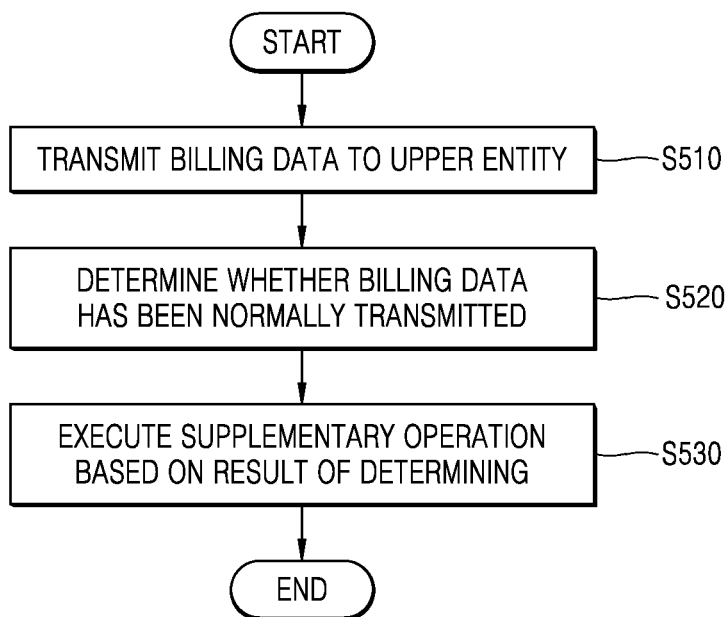 START
TRANSMIT BILLING DATA TO UPPER ENTITY
S510
DETERMINE WHETHER BILLING DATA
HAS BEEN NORMALLY TRANSMITTED
S520
EXECUTE SUPPLEMENTARY OPERATION
BASED ON RESULT OF DETERMINING
S530
END